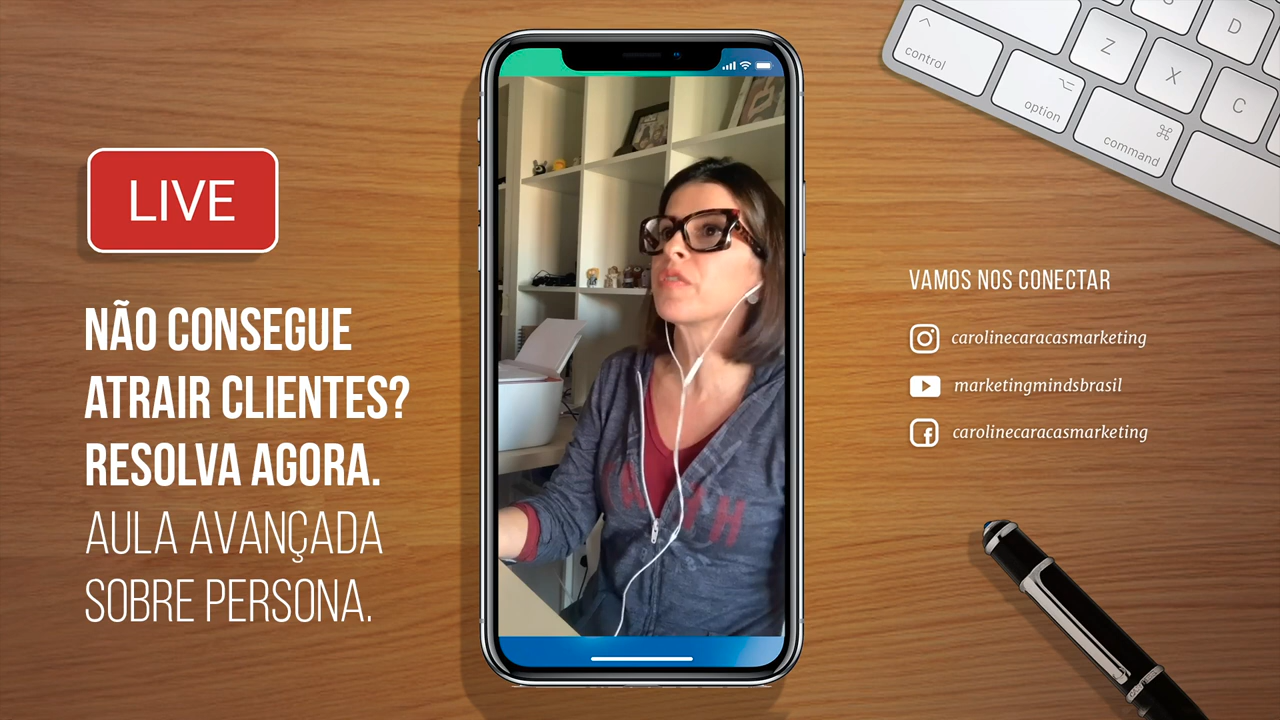 LIVE
NÃO CONSEGUE
ATRAIR CLIENTES?
RESOLVA AGORA.
AULA AVANÇADA
SOBRE PERSONA.
VAMOS NOS CONECTAR
carolinecaracasmarketing
marketingmindsbrasil
carolinecaracasmarketing
control
option
command
S
D
Z
X
C